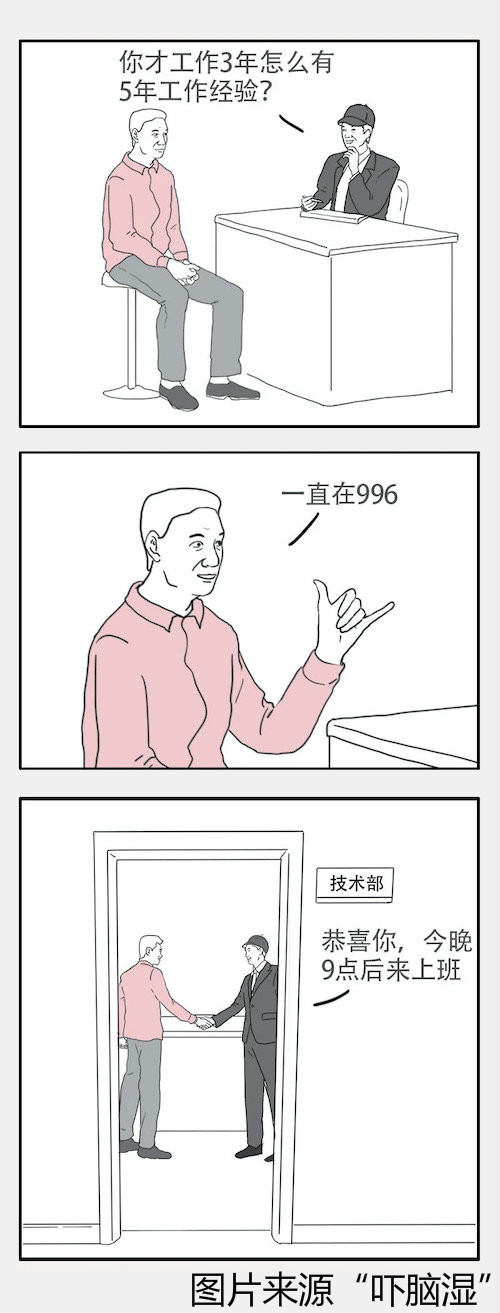 你才工作3年怎么有
5年工作经验？
一直在996
技术部
恭喜你，今晚
9点后来上班
图片来源“吓脑湿”